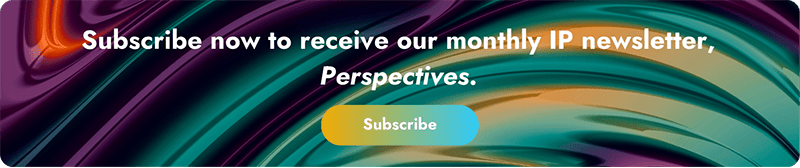 Subscribe now to receive our monthly IP newsletter,
Perspectives.
Subscribe